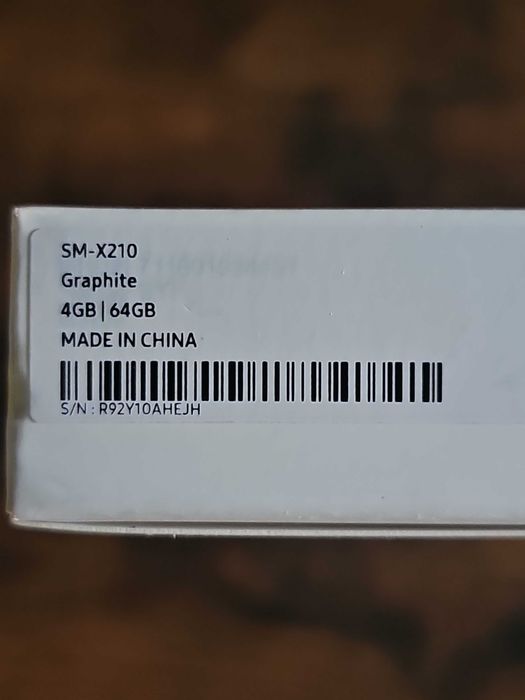 SM-X210
Graphite
4GB | 64GB
MADE IN CHINA
S/N : R92Y10AHEJH